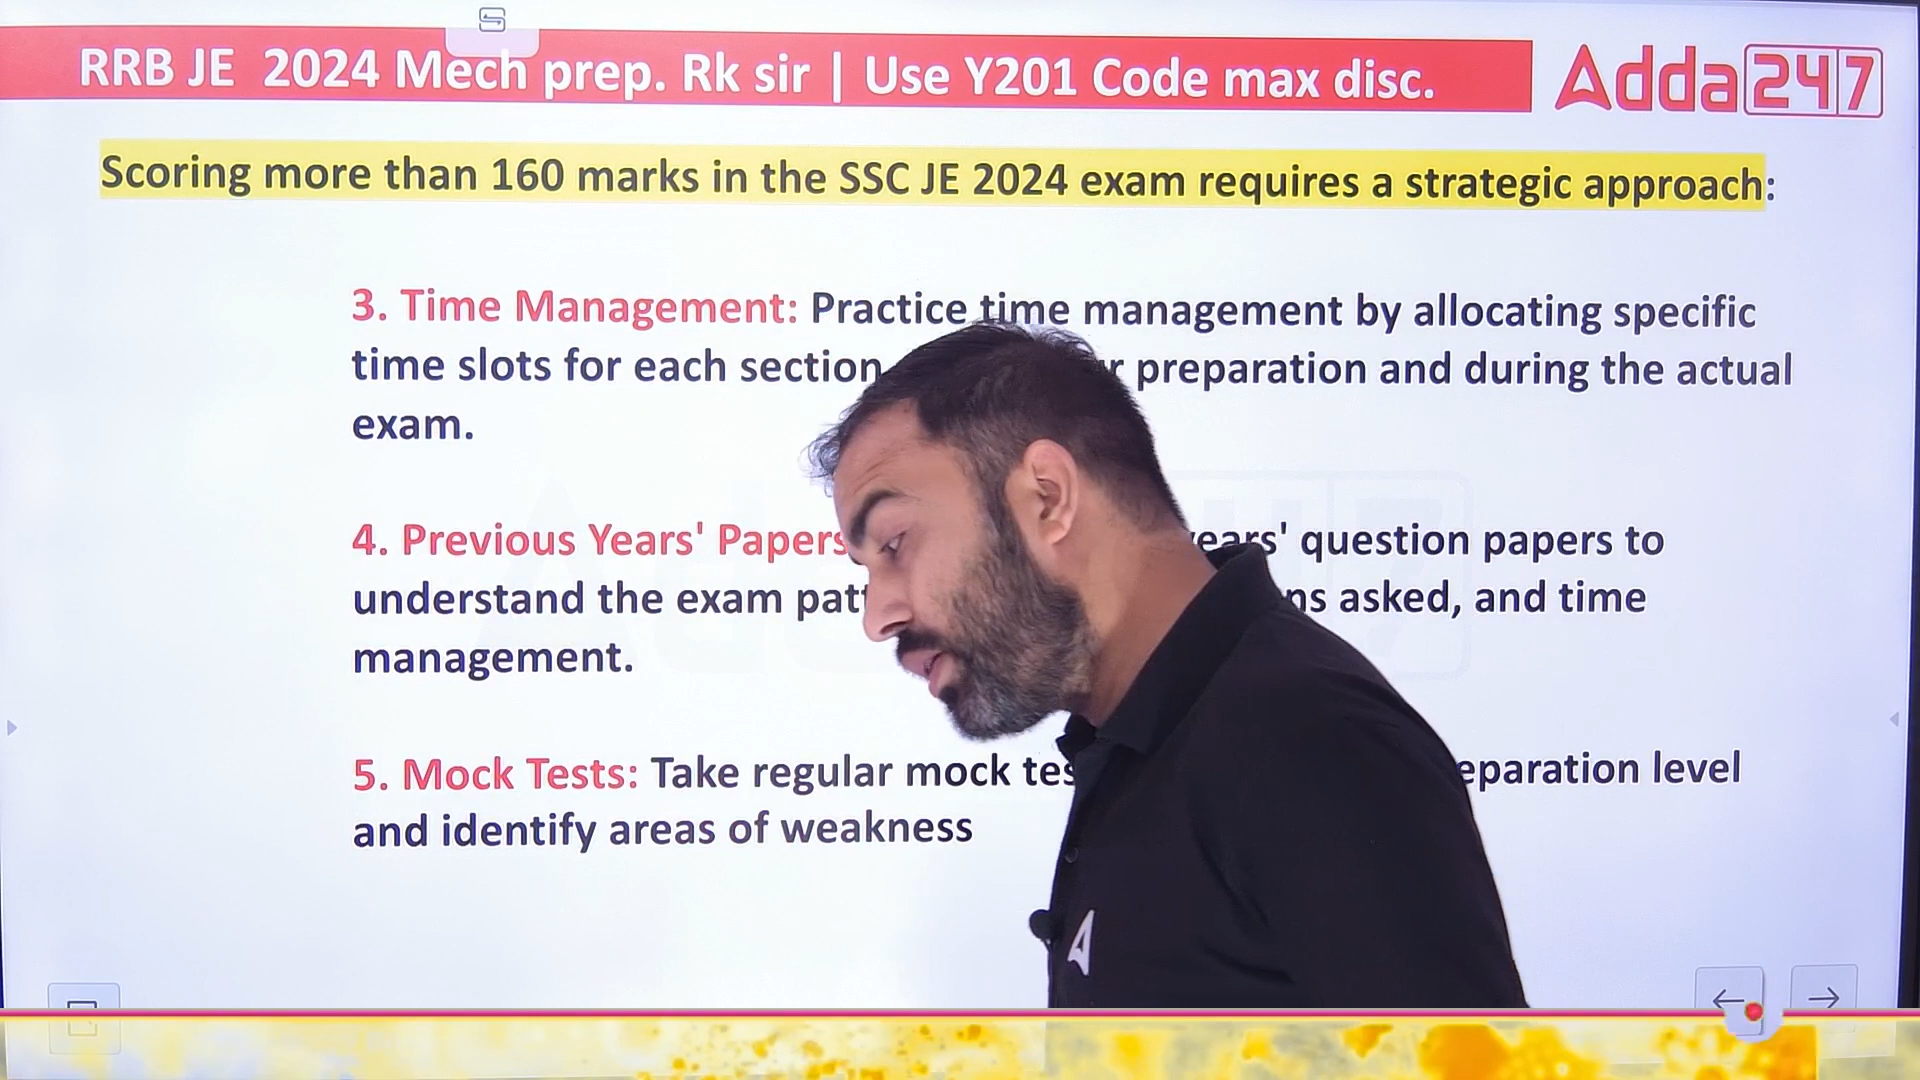 RRB JE 2024 Mech prep. Rk sir | Use Y201 Code max disc.
Adda247
Scoring more than 160 marks in the SSC JE 2024 exam requires a strategic approach:
3. Time Management: Practice time management by allocating specific
time slots for each section preparation and during the actual
exam.
4. Previous Years' Papers question papers to
understand the exam asked, and time
management.
5. Mock Tests: Take regular mock level
and identify areas of weakness